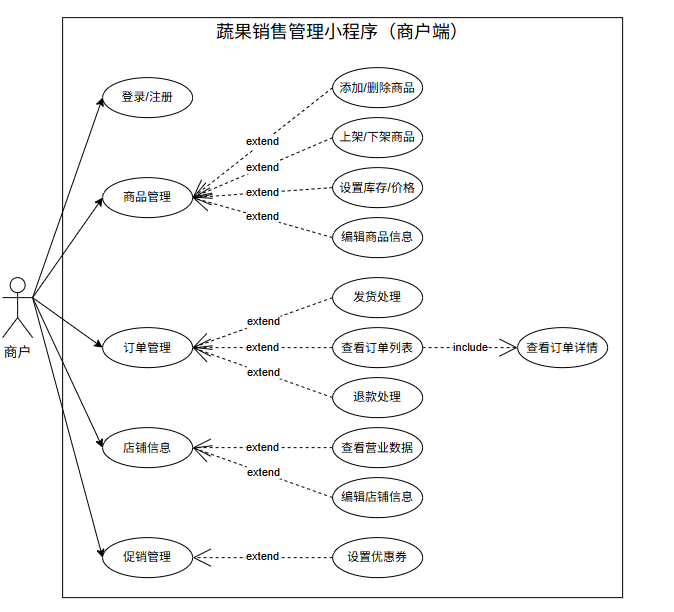 蔬果销售管理小程序（商户端）
登录/注册
添加/删除商品
extend
上架/下架商品
extend
商品管理
设置库存/价格
extend
编辑商品信息
extend
商户
发货处理
extend
订单管理
查看订单列表
extend
include
查看订单详情
退款处理
extend
店铺信息
查看营业数据
extend
编辑店铺信息
extend
促销管理
extend
设置优惠券